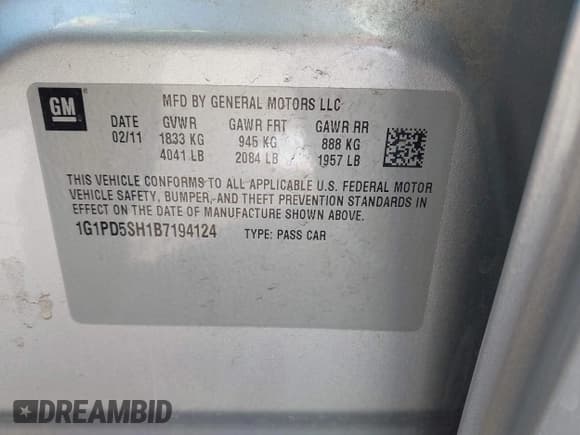 GM
MFD BY GENERAL MOTORS LLC
DATE GVWR GAWR FRT GAWR RR
02/11 1833 KG 945 KG 888 KG
4041 LB 2084 LB 1957 LB
THIS VEHICLE CONFORMS TO ALL APPLICABLE U.S. FEDERAL MOTOR
VEHICLE SAFETY, BUMPER, AND THEFT PREVENTION STANDARDS IN
EFFECT ON THE DATE OF MANUFACTURE SHOWN ABOVE.
1G1PD5SH1B7194124 TYPE: PASS CAR
DREAMBID